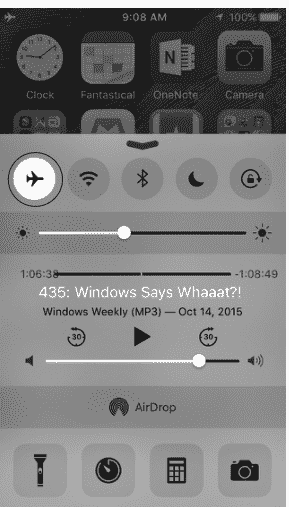 9:08 AM 100%
Clock Fantastical OneNote Camera
1:06:38 -1:08:49
435: Windows Says Whaaat?!
Windows Weekly (MP3) — Oct 14, 2015
30 30
AirDrop